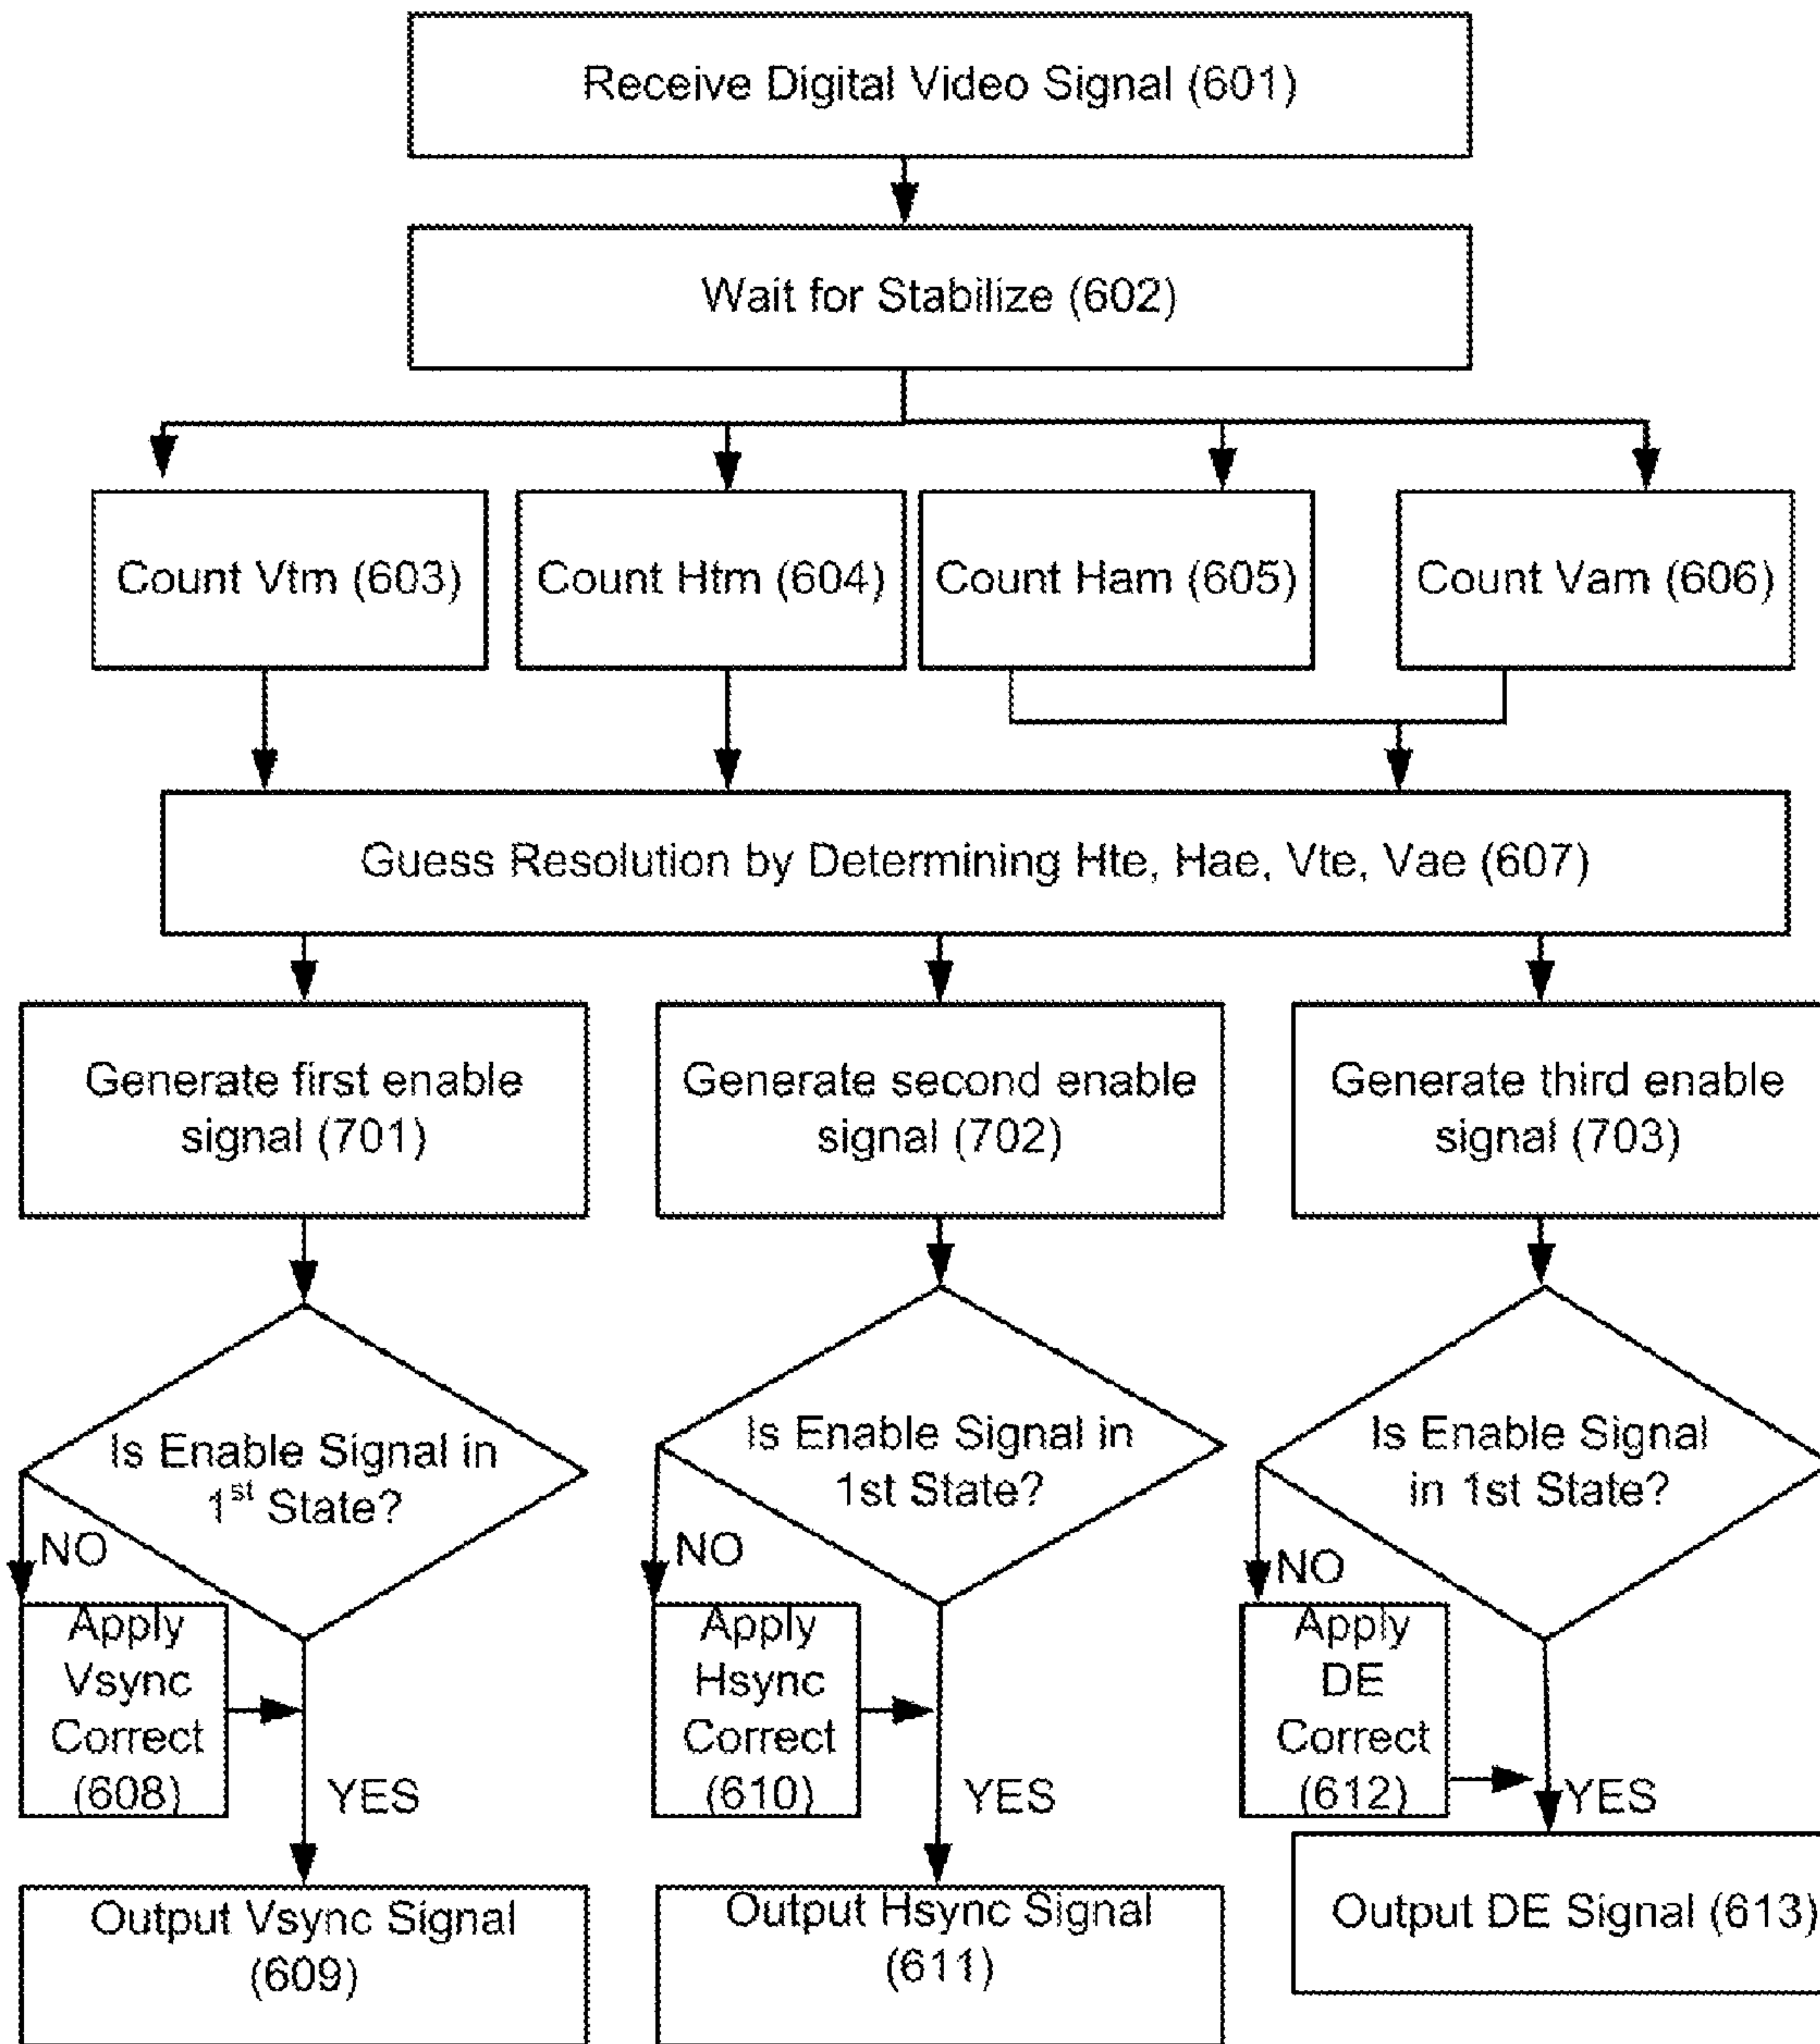 Receive Digital Video Signal (601)
Wait for Stabilize (602)
Count Vtm (603)
Count Htm (604)
Count Ham (605)
Count Vam (606)
Guess Resolution by Determining Hte, Hae, Vte, Vae (607)
Generate first enable
signal (701)
Generate second enable
signal (702)
Generate third enable
signal (703)
Is Enable Signal in
1st State?
Is Enable Signal in
1st State?
Is Enable Signal
in 1st State?
NO
NO
NO
Apply
Vsync
Correct
(608)
YES
Apply
Hsync
Correct
(610)
YES
Apply
DE
Correct
(612)
YES
Output Vsync Signal
(609)
Output Hsync Signal
(611)
Output DE Signal (613)